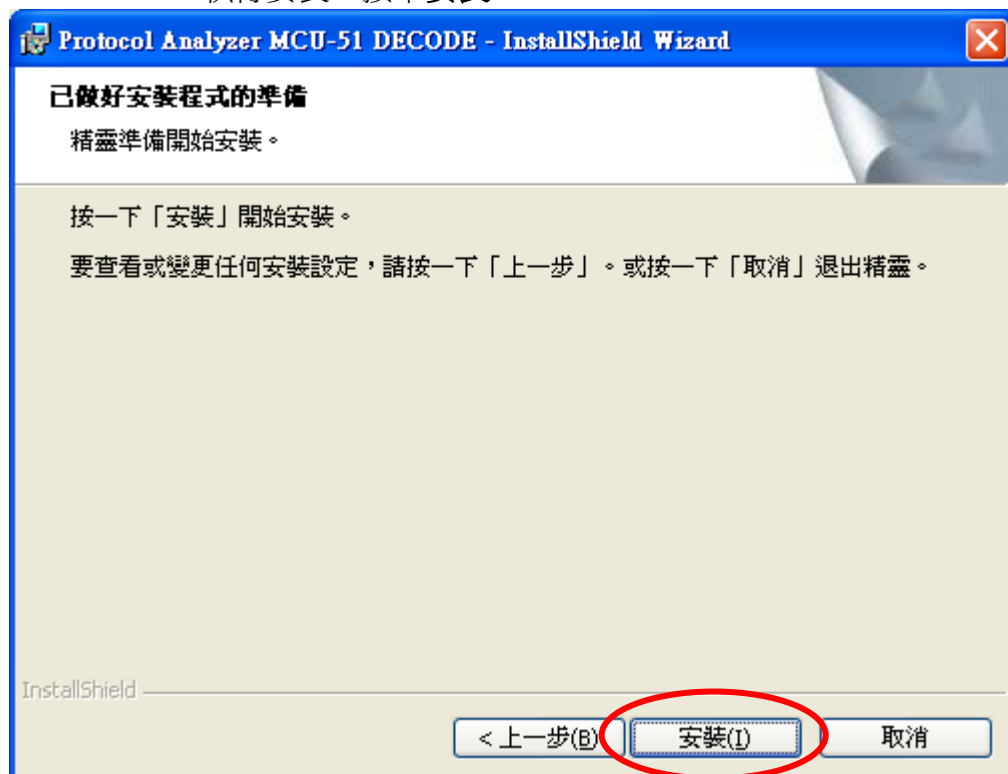 Protocol Analyzer MCU-51 DECODE - InstallShield Wizard
已做好安裝程式的準備
精靈準備開始安裝。
按一下「安裝」開始安裝。
要查看或變更任何安裝設定，請按一下「上一步」。或按一下「取消」退出精靈。
InstallShield
< 上一步(B) 安裝(I) 取消